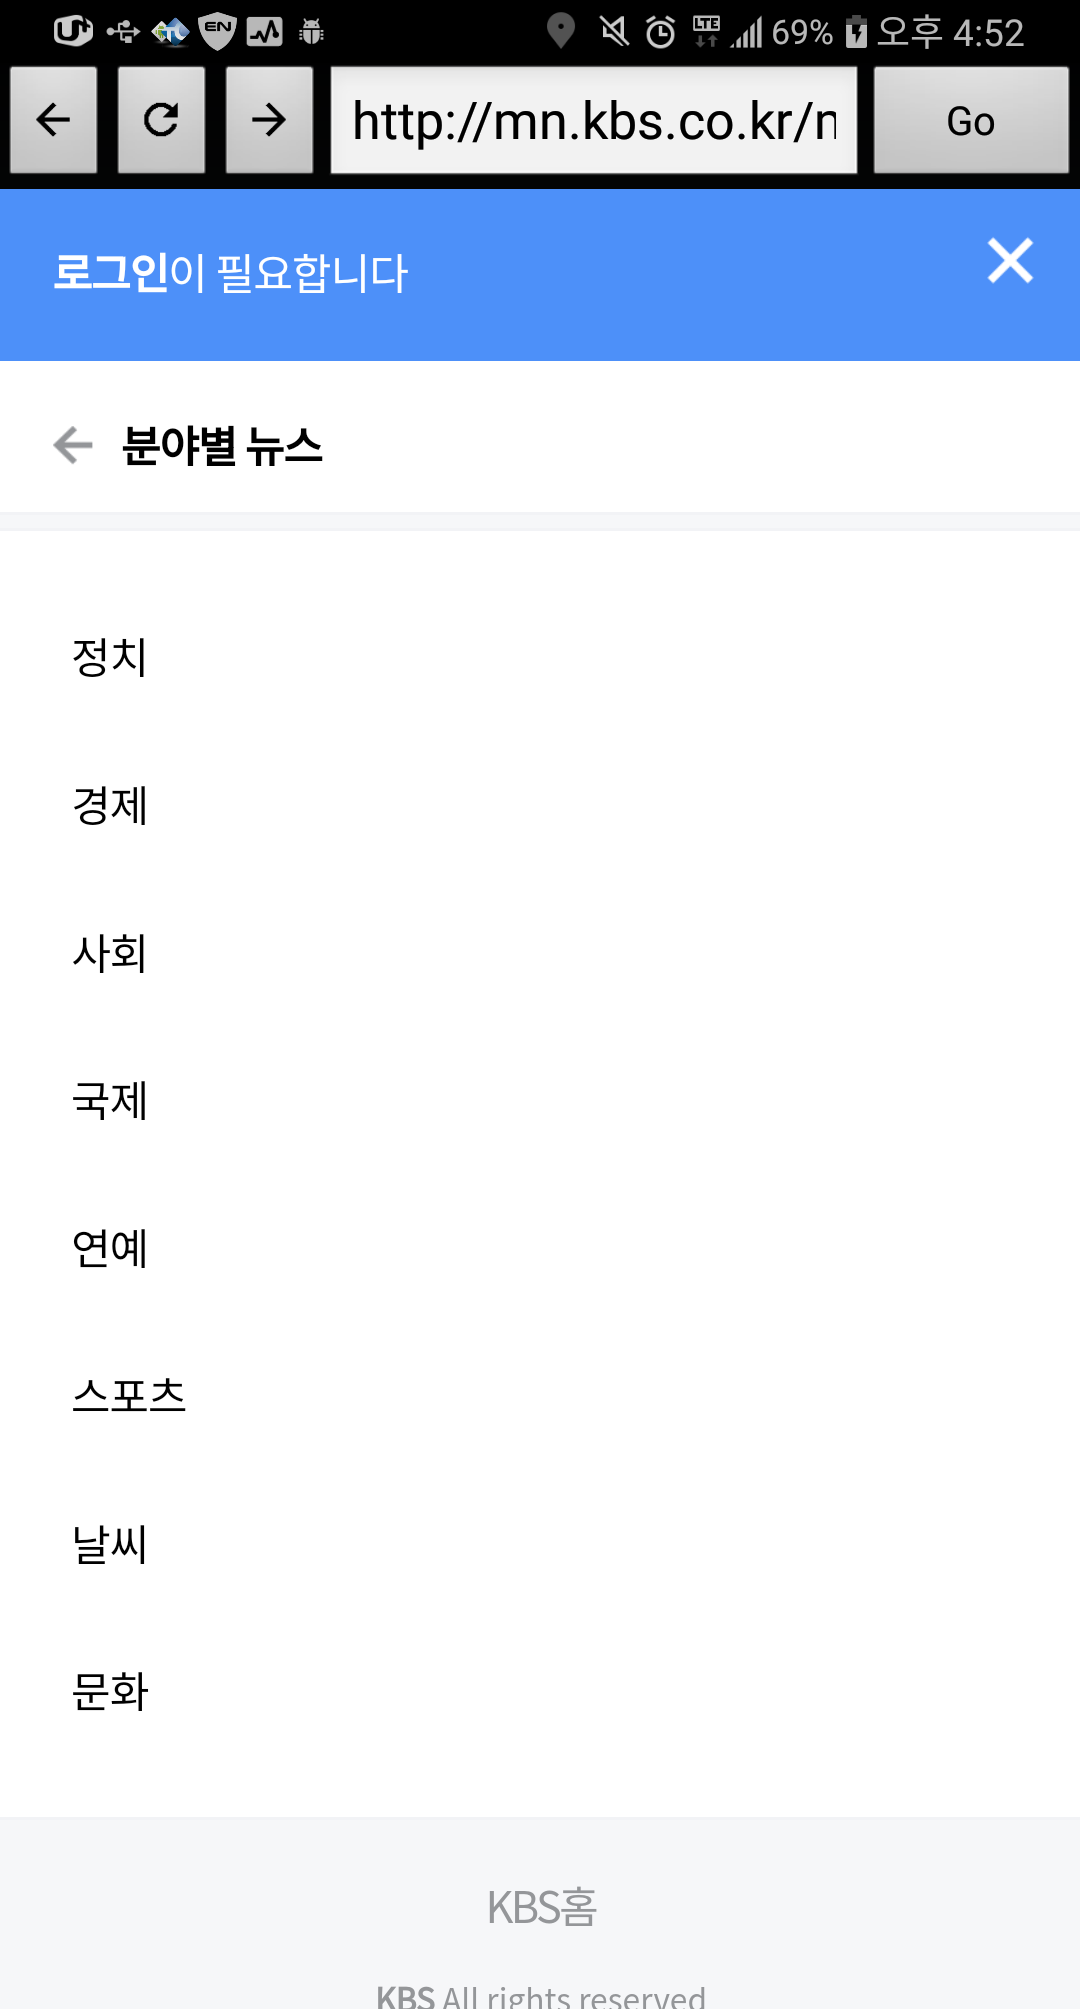 EN LTE 69% 오후 4:52
http://mn.kbs.co.kr/n Go
로그인이 필요합니다
분야별 뉴스
정치
경제
사회
국제
연예
스포츠
날씨
문화
KBS홈
KBS All rights reserved